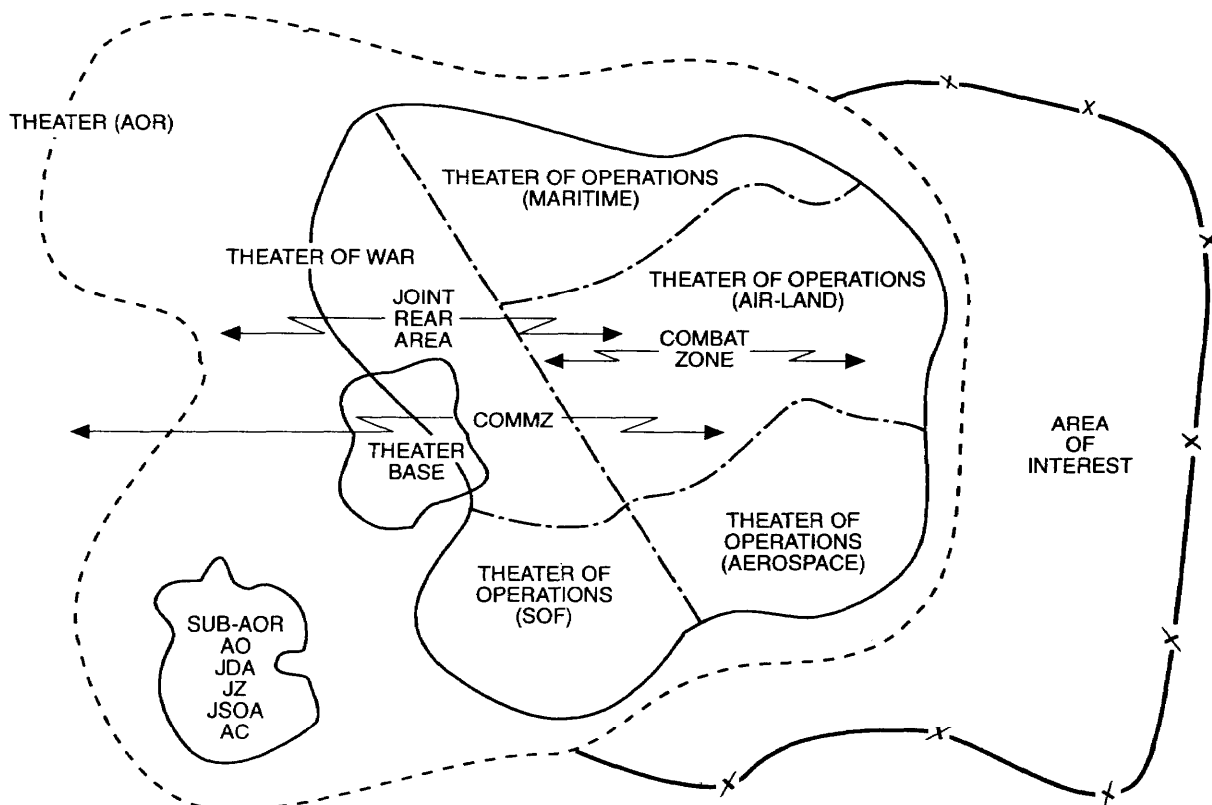 THEATER (AOR)
THEATER OF OPERATIONS
(MARITIME)
THEATER OF WAR
THEATER OF OPERATIONS
(AIR-LAND)
JOINT
REAR
AREA
COMBAT
ZONE
COMMZ
THEATER
BASE
AREA
OF
INTEREST
THEATER OF
OPERATIONS
(AEROSPACE)
THEATER OF
OPERATIONS
(SOF)
SUB-AOR
AO
JDA
JZ
JSOA
AC